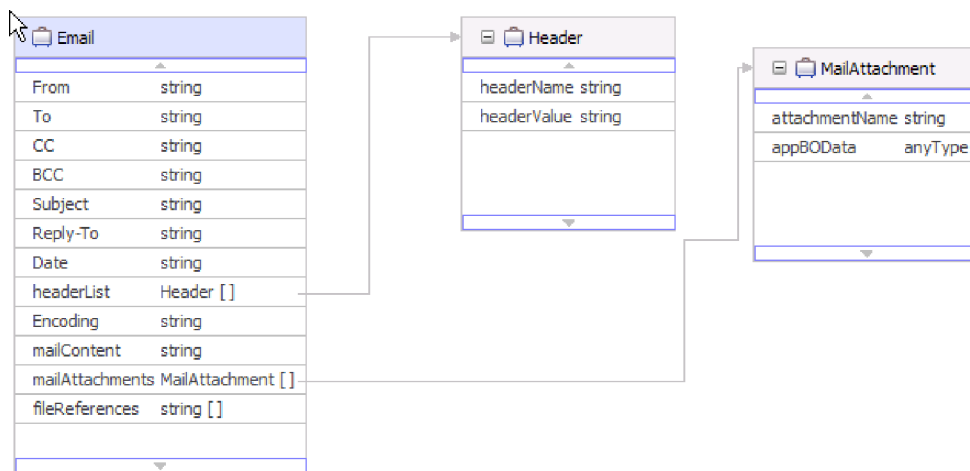 Email
From string
To string
CC string
BCC string
Subject string
Reply-To string
Date string
headerList Header [ ]
Encoding string
mailContent string
mailAttachments MailAttachment [ ]
fileReferences string [ ]
Header
headerName string
headerValue string
MailAttachment
attachmentName string
appBOData anyType